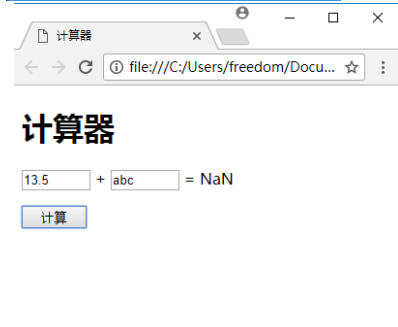 计算器
file:///C:/Users/freedom/Docu...
计算器
13.5 + abc = NaN
计算